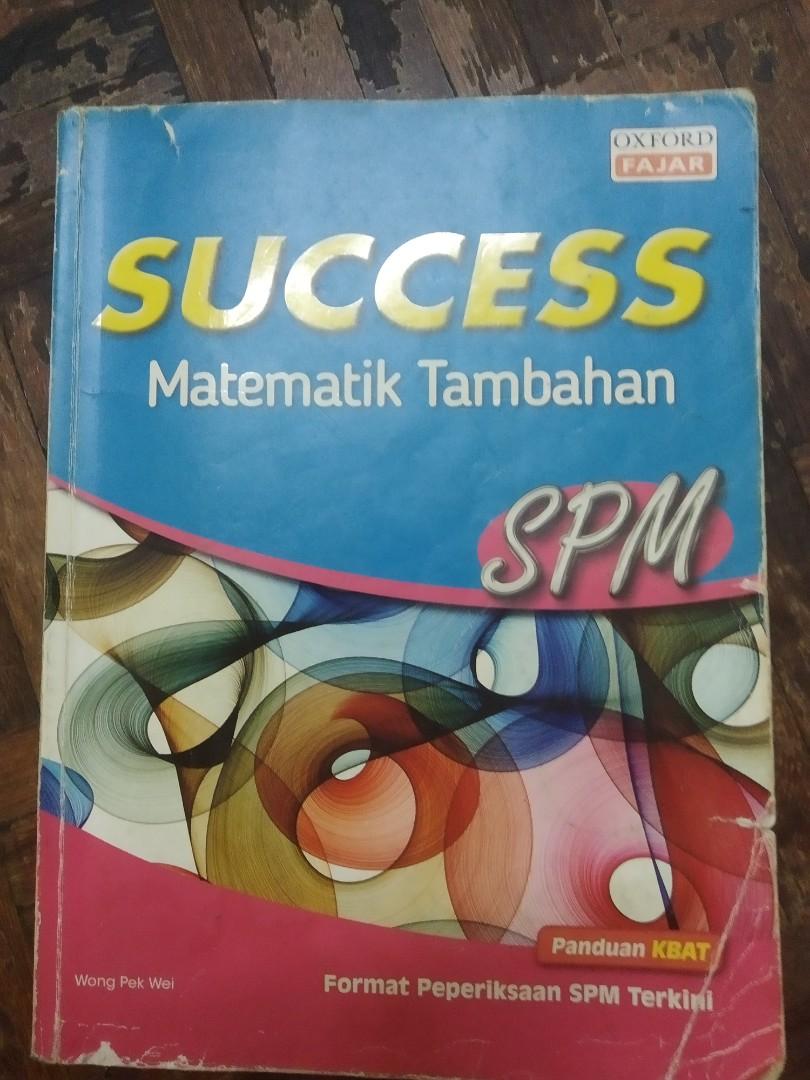 OXFORD
FAJAR
SUCCESS
Matematik Tambahan
SPM
Panduan KBAT
Wong Pek Wei
Format Peperiksaan SPM Terkini